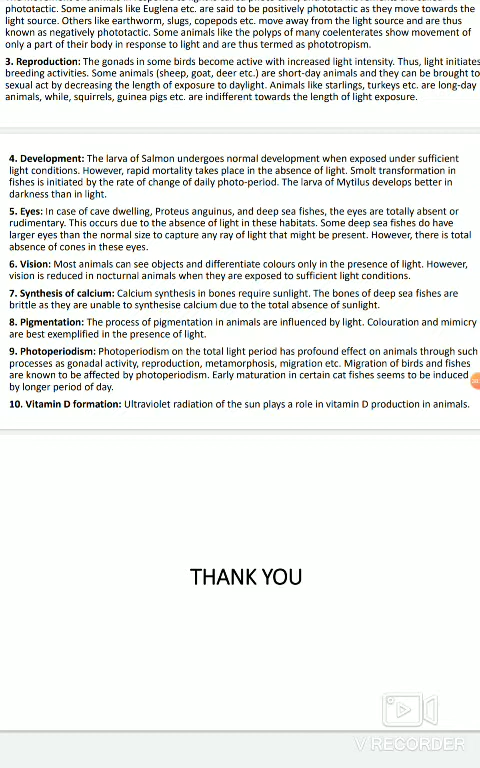 phototactic. Some animals like Euglena etc. are said to be positively phototactic as they move towards the
light source. Others like earthworm, slugs, copepods etc. move away from the light source and are thus
known as negatively phototactic. Some animals like the polyps of many coelenterates show movement of
only a part of their body in response to light and are thus termed as phototropism.
3. Reproduction: The gonads in some birds become active with increased light intensity. Thus, light initiates
breeding activities. Some animals (sheep, goat, deer etc.) are short-day animals and they can be brought to
sexual act by decreasing the length of exposure to daylight. Animals like starlings, turkeys etc. are long-day
animals, while, squirrels, guinea pigs etc. are indifferent towards the length of light exposure.
4. Development: The larva of Salmon undergoes normal development when exposed under sufficient
light conditions. However, rapid mortality takes place in the absence of light. Smolt transformation in
fishes is initiated by the rate of change of daily photo-period. The larva of Mytilus develops better in
darkness than in light.
5. Eyes: In case of cave dwelling, Proteus anguinus, and deep sea fishes, the eyes are totally absent or
rudimentary. This occurs due to the absence of light in these habitats. Some deep sea fishes do have
larger eyes than the normal size to capture any ray of light that might be present. However, there is total
absence of cones in these eyes.
6. Vision: Most animals can see objects and differentiate colours only in the presence of light. However,
vision is reduced in nocturnal animals when they are exposed to sufficient light conditions.
7. Synthesis of calcium: Calcium synthesis in bones require sunlight. The bones of deep sea fishes are
brittle as they are unable to synthesise calcium due to the total absence of sunlight.
8. Pigmentation: The process of pigmentation in animals are influenced by light. Colouration and mimicry
are best exemplified in the presence of light.
9. Photoperiodism: Photoperiodism on the total light period has profound effect on animals through such
processes as gonadal activity, reproduction, metamorphosis, migration etc. Migration of birds and fishes
are known to be affected by photoperiodism. Early maturation in certain cat fishes seems to be induced
by longer period of day.
10. Vitamin D formation: Ultraviolet radiation of the sun plays a role in vitamin D production in animals.
THANK YOU
V RECORDER